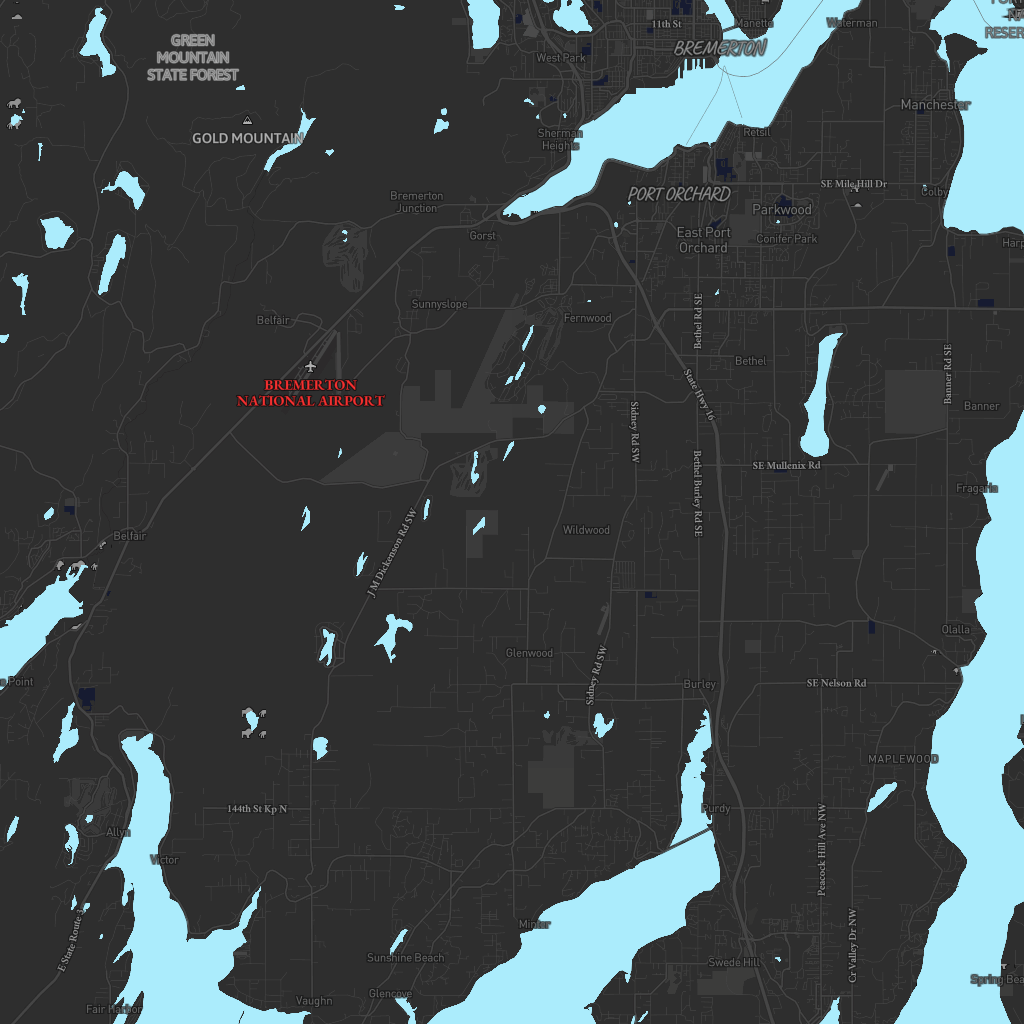 11th St
Manette
Waterman
GREEN
MOUNTAIN
STATE FOREST
BREMERTON
West Park
Manchester
GOLD MOUNTAIN
Sherman
Heights
Retsil
SE Mile Hill Dr
Colby
Bremerton
Junction
PORT ORCHARD
Parkwood
Gorst
East Port
Orchard
Conifer Park
Sunnyslope
Belfair
Fernwood
Bethel Rd SE
Bethel
Banner Rd SE
BREMERTON
NATIONAL AIRPORT
State Hwy 16
Banner
Sidney Rd SW
SE Mullenix Rd
Bethel Burley Rd SE
Fragaria
Belfair
J M Dickenson Rd SW
Wildwood
Olalla
Glenwood
Sidney Rd SW
Point
Burley
SE Nelson Rd
MAPLEWOOD
144th St Kp N
Purdy
Allyn
Victor
Peacock Hill Ave NW
E State Route 3
Minter
Cr Valley Dr NW
Sunshine Beach
Swede Hill
Glencove
Spring Bea
Vaughn
Fair Harbor